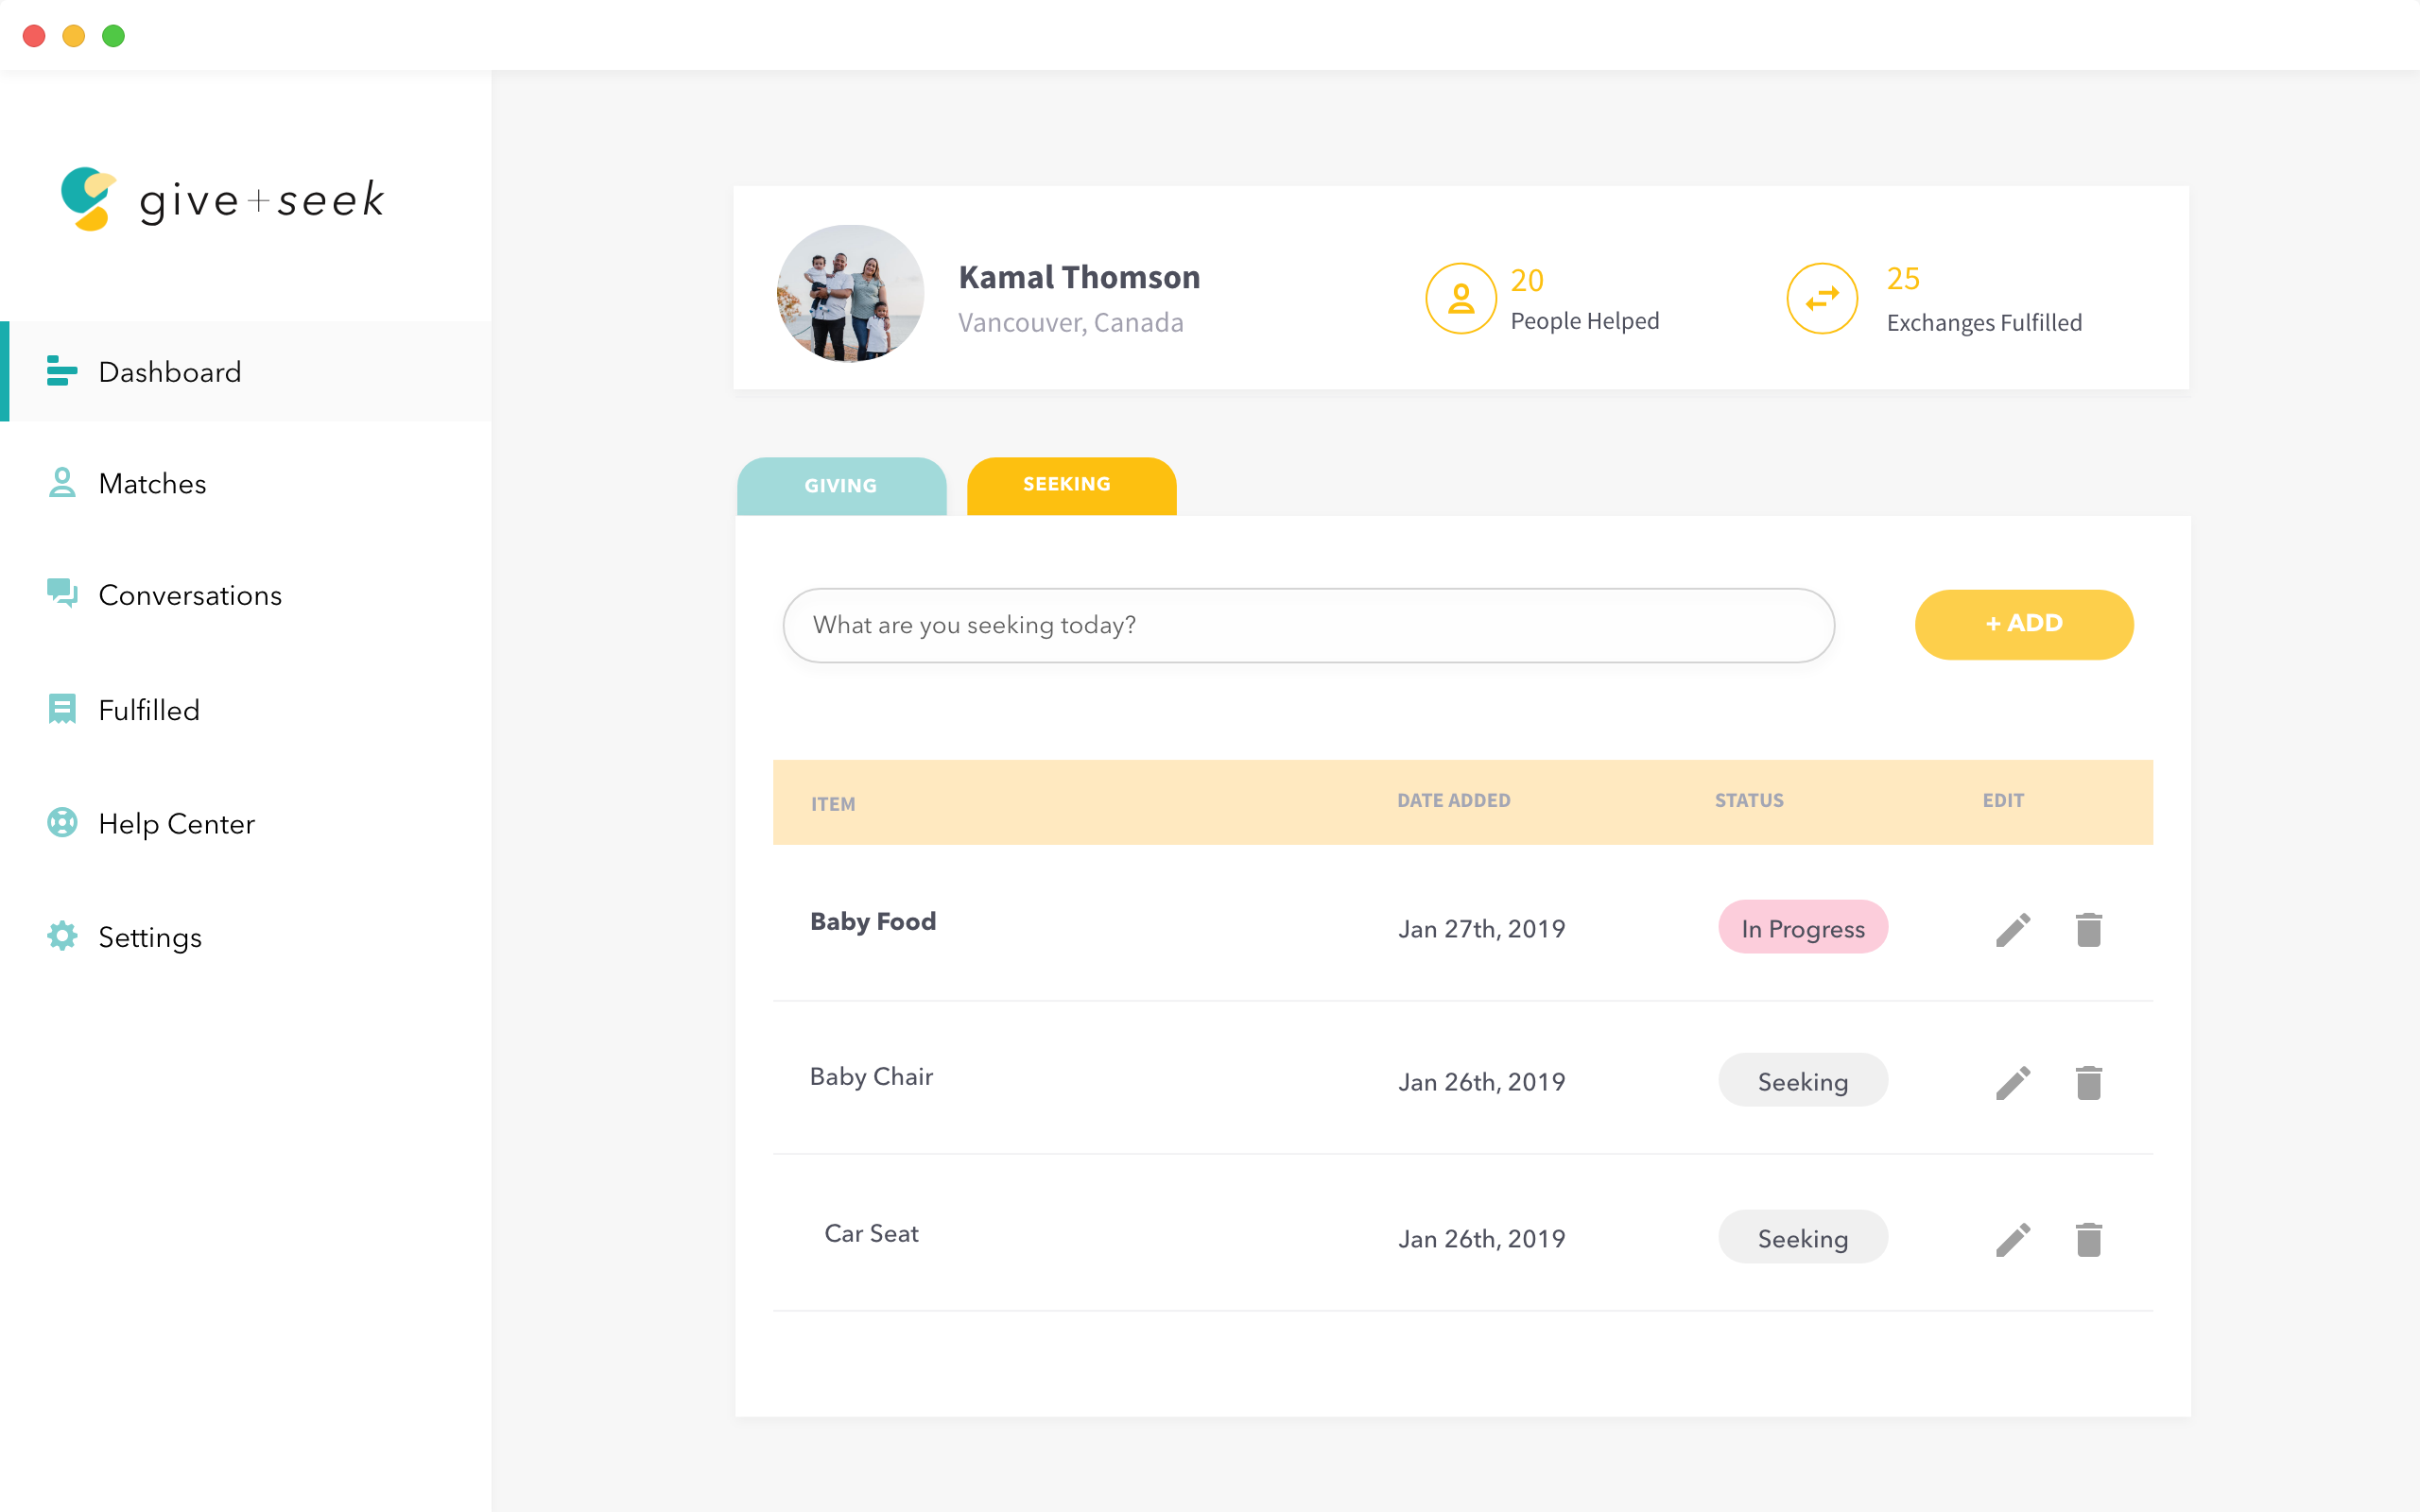 give+seek
Dashboard
Matches
Conversations
Fulfilled
Help Center
Settings
Kamal Thomson
Vancouver, Canada
20
People Helped
25
Exchanges Fulfilled
GIVING
SEEKING
What are you seeking today?
+ ADD
ITEM DATE ADDED STATUS EDIT
Baby Food Jan 27th, 2019 In Progress
Baby Chair Jan 26th, 2019 Seeking
Car Seat Jan 26th, 2019 Seeking